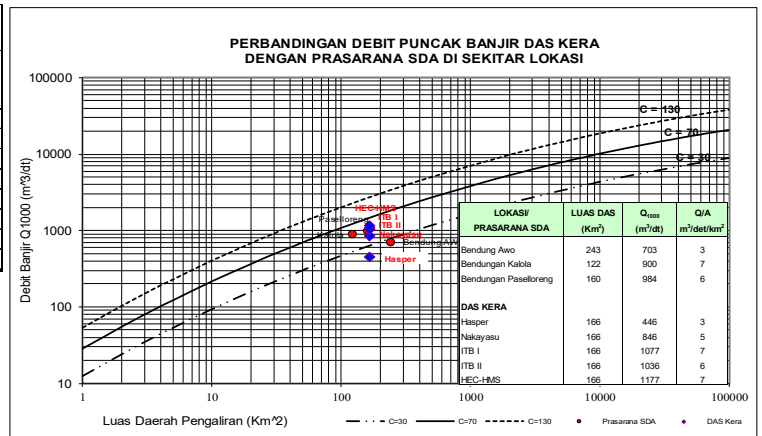 PERBANDINGAN DEBIT PUNCAK BANJIR DAS KERA
DENGAN PRASARANA SDA DI SEKITAR LOKASI
Debit Banjir Q1000 (m^3/dt)
100000
10000
1000
100
10
1 10 100 1000 10000 100000
Luas Daerah Pengaliran (Km^2)
C = 130
C = 70
C = 30
HEC-HMS
Paselloreng
ITB I
ITB II
Nakayasu
Bendung AW
Hasper
LOKASI/ PRASARANA SDA LUAS DAS (Km²) Q1000 (m³/dt) Q/A m³/det/km²
Bendung Awo 243 703 3
Bendungan Kalola 122 900 7
Bendungan Paselloreng 160 984 6
DAS KERA
Hasper 166 446 3
Nakayasu 166 846 5
ITB I 166 1077 7
ITB II 166 1036 6
HEC-HMS 166 1177 7
C=30 C=70 C=130 Prasarana SDA DAS Kera